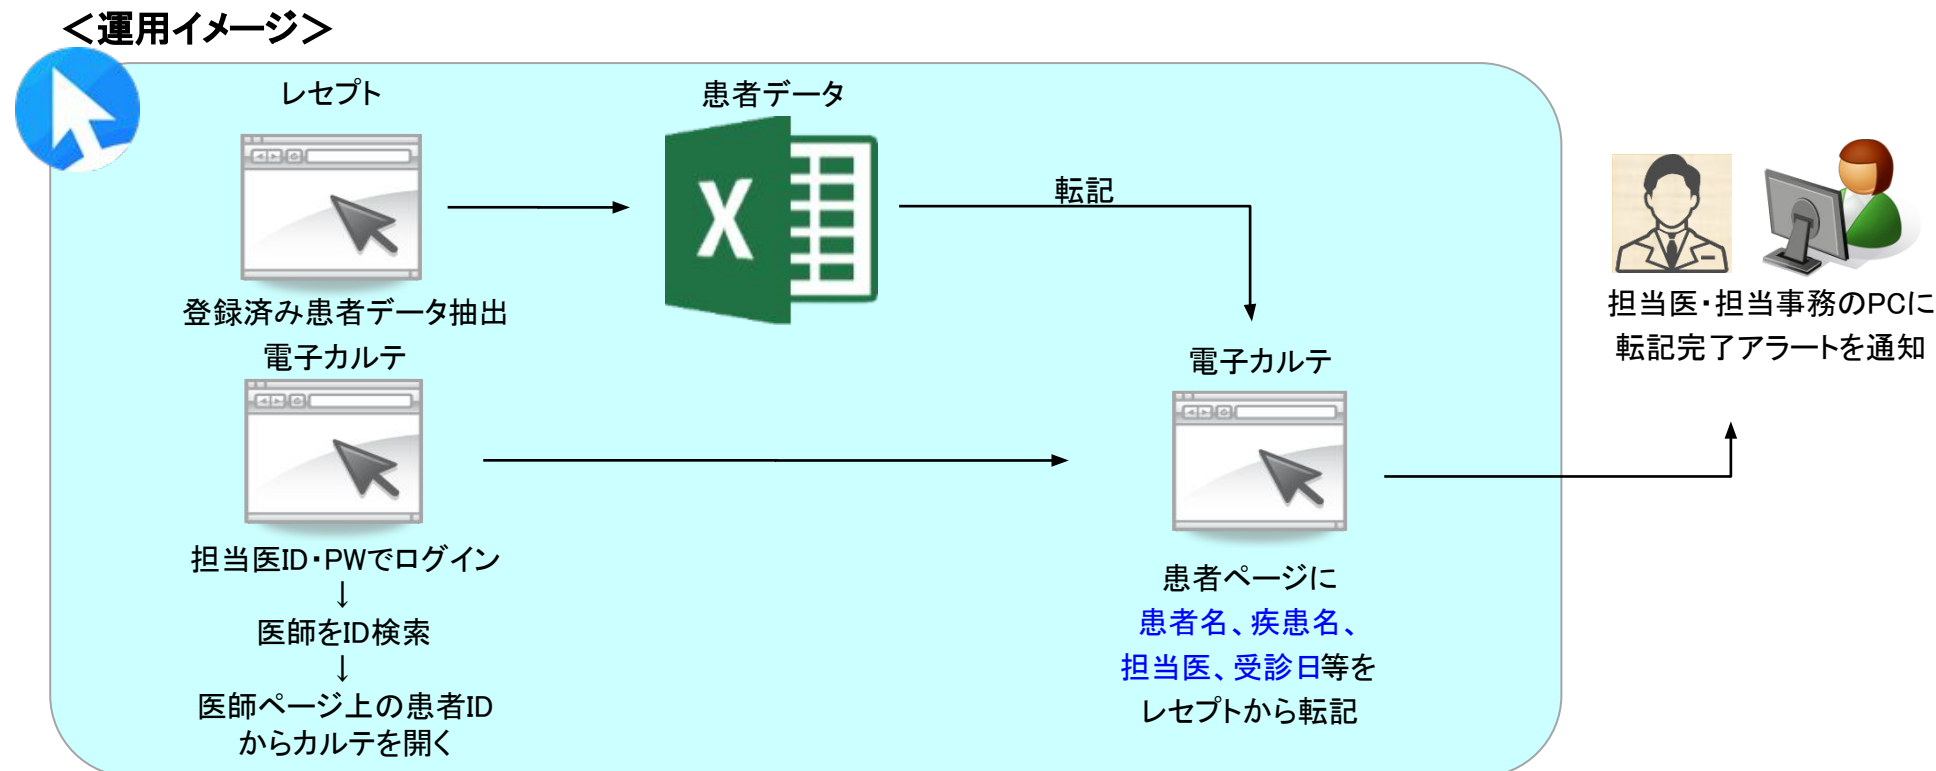 ＜運用イメージ＞
レセプト
登録済み患者データ抽出
患者データ
X
転記
電子カルテ
担当医ID・PWでログイン
↓
医師をID検索
↓
医師ページ上の患者ID
からカルテを開く
電子カルテ
患者ページに
患者名、疾患名、
担当医、受診日等を
レセプトから転記
担当医・担当事務のPCに
転記完了アラートを通知